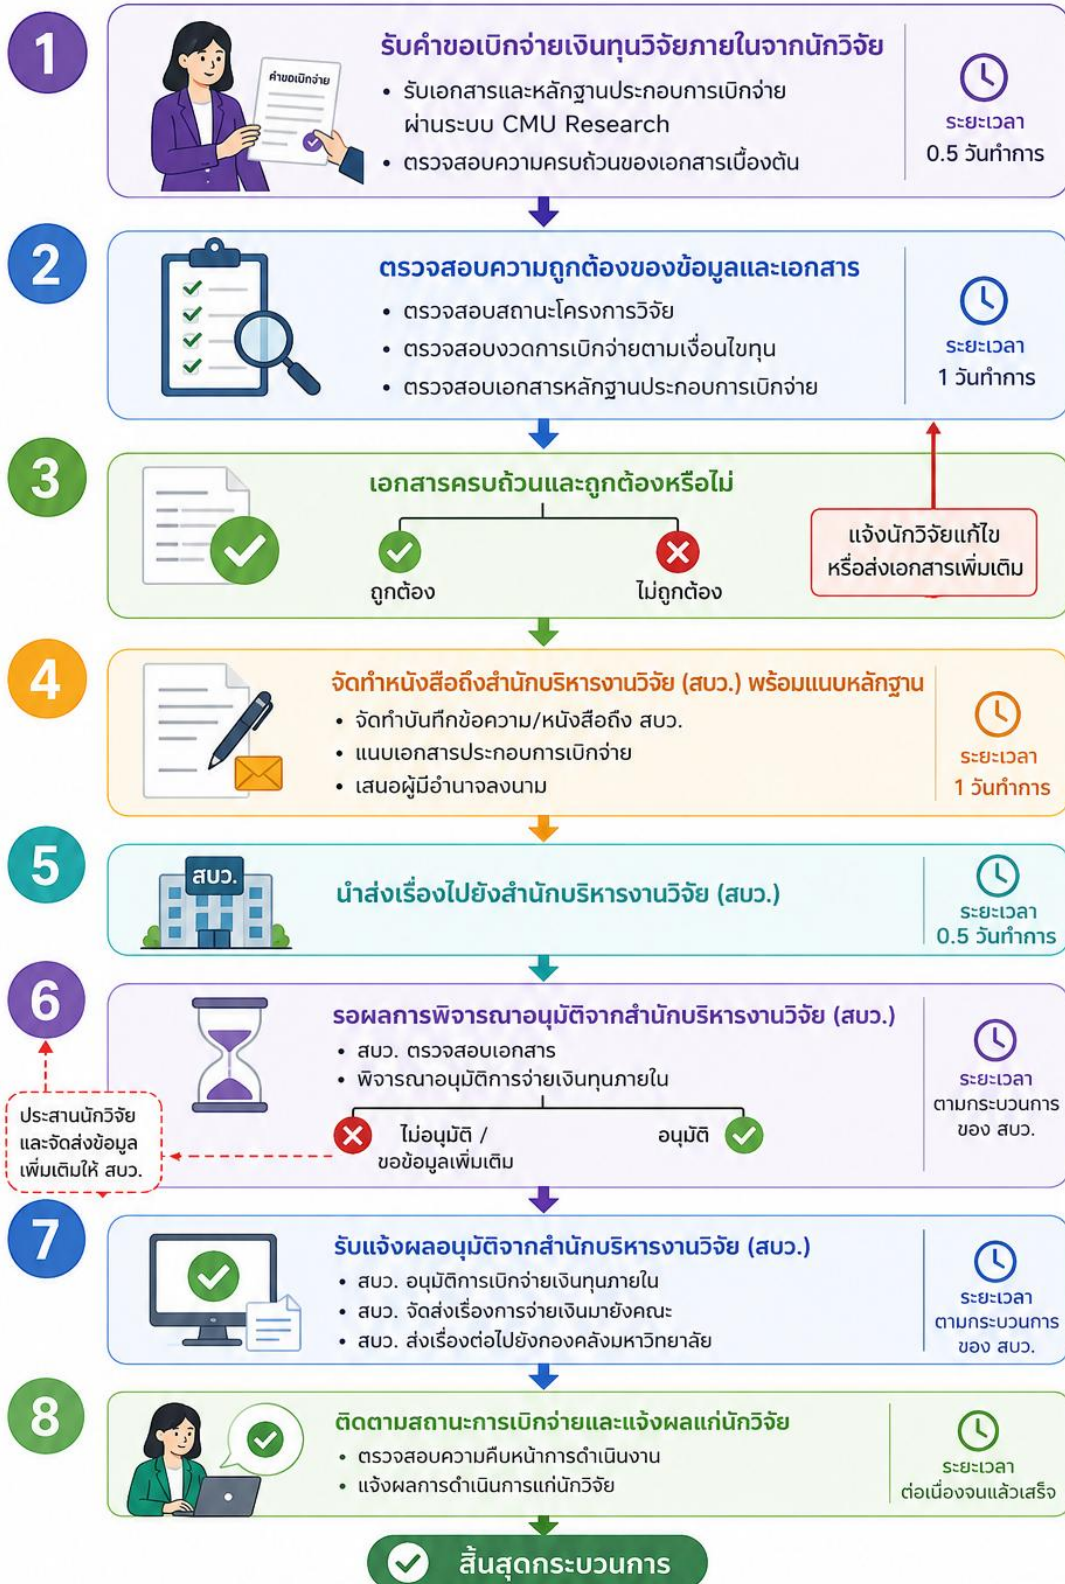 1
คำขอเบิกจ่าย
รับคำขอเบิกจ่ายเงินทุนวิจัยภายในจากนักวิจัย
• รับเอกสารและหลักฐานประกอบการเบิกจ่าย
ผ่านระบบ CMU Research
• ตรวจสอบความครบถ้วนของเอกสารเบื้องต้น
ระยะเวลา
0.5 วันทำการ
2
ตรวจสอบความถูกต้องของข้อมูลและเอกสาร
• ตรวจสอบสถานะโครงการวิจัย
• ตรวจสอบงวดการเบิกจ่ายตามเงื่อนไขทุน
• ตรวจสอบเอกสารหลักฐานประกอบการเบิกจ่าย
ระยะเวลา
1 วันทำการ
3
เอกสารครบถ้วนและถูกต้องหรือไม่
ถูกต้อง
ไม่ถูกต้อง
แจ้งนักวิจัยแก้ไข
หรือส่งเอกสารเพิ่มเติม
4
จัดทำหนังสือถึงสำนักบริหารงานวิจัย (สบว.) พร้อมแนบหลักฐาน
• จัดทำบันทึกข้อความ/หนังสือถึง สบว.
• แนบเอกสารประกอบการเบิกจ่าย
• เสนอผู้มีอำนาจลงนาม
ระยะเวลา
1 วันทำการ
5
สบว.
นำส่งเรื่องไปยังสำนักบริหารงานวิจัย (สบว.)
ระยะเวลา
0.5 วันทำการ
6
รอผลการพิจารณาอนุมัติจากสำนักบริหารงานวิจัย (สบว.)
• สบว. ตรวจสอบเอกสาร
• พิจารณาอนุมัติการจ่ายเงินทุนภายใน
ไม่อนุมัติ /
ขอข้อมูลเพิ่มเติม
อนุมัติ
ระยะเวลา
ตามกระบวนการ
ของ สบว.
ประสานนักวิจัย
และจัดส่งข้อมูล
เพิ่มเติมให้ สบว.
7
รับแจ้งผลอนุมัติจากสำนักบริหารงานวิจัย (สบว.)
• สบว. อนุมัติการเบิกจ่ายเงินทุนภายใน
• สบว. จัดส่งเรื่องการจ่ายเงินมายังคณะ
• สบว. ส่งเรื่องต่อไปยังกองคลังมหาวิทยาลัย
ระยะเวลา
ตามกระบวนการ
ของ สบว.
8
ติดตามสถานะการเบิกจ่ายและแจ้งผลแก่นักวิจัย
• ตรวจสอบความคืบหน้าการดำเนินงาน
• แจ้งผลการดำเนินการแก่นักวิจัย
ระยะเวลา
ต่อเนื่องจนแล้วเสร็จ
สิ้นสุดกระบวนการ